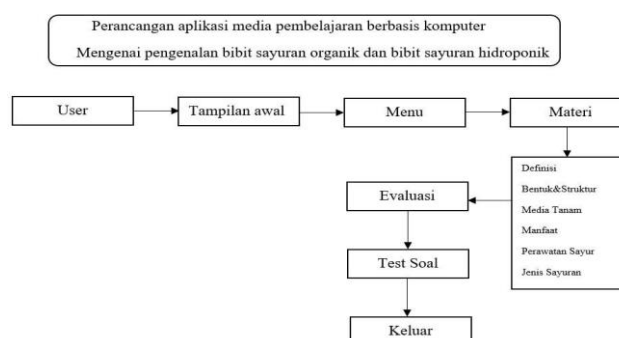 Perancangan aplikasi media pembelajaran berbasis komputer
Mengenai pengenalan bibit sayuran organik dan bibit sayuran hidroponik
User
Tampilan awal
Menu
Materi
Definisi
Bentuk&Struktur
Media Tanam
Manfaat
Perawatan Sayur
Jenis Sayuran
Evaluasi
Test Soal
Keluar